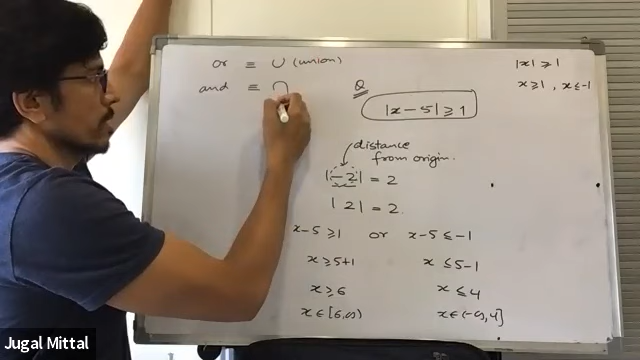 or ≡ ∪ (union)
and ≡ ∩
Q
|x-5| ≥ 1
|x| ≥ 1
x ≥ 1 , x ≤ -1
distance
from origin.
|-2| = 2
|2| = 2
x-5 ≥ 1 or x-5 ≤ -1
x ≥ 5+1 x ≤ 5-1
x ≥ 6 x ≤ 4
x ∈ [6,∞) x ∈ (-∞,4]
Jugal Mittal